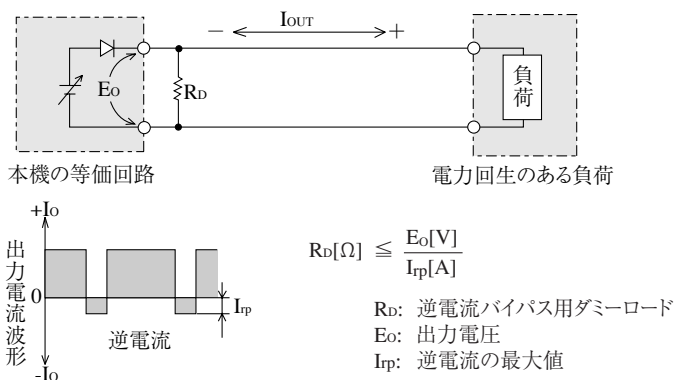 − IOUT +
EO
RD
負荷
本機の等価回路
電力回生のある負荷
+IO
出力電流波形
0
-IO
Irp
逆電流
RD[Ω] ≦ EO[V]
Irp[A]
RD: 逆電流バイパス用ダミーロード
EO: 出力電圧
Irp: 逆電流の最大値